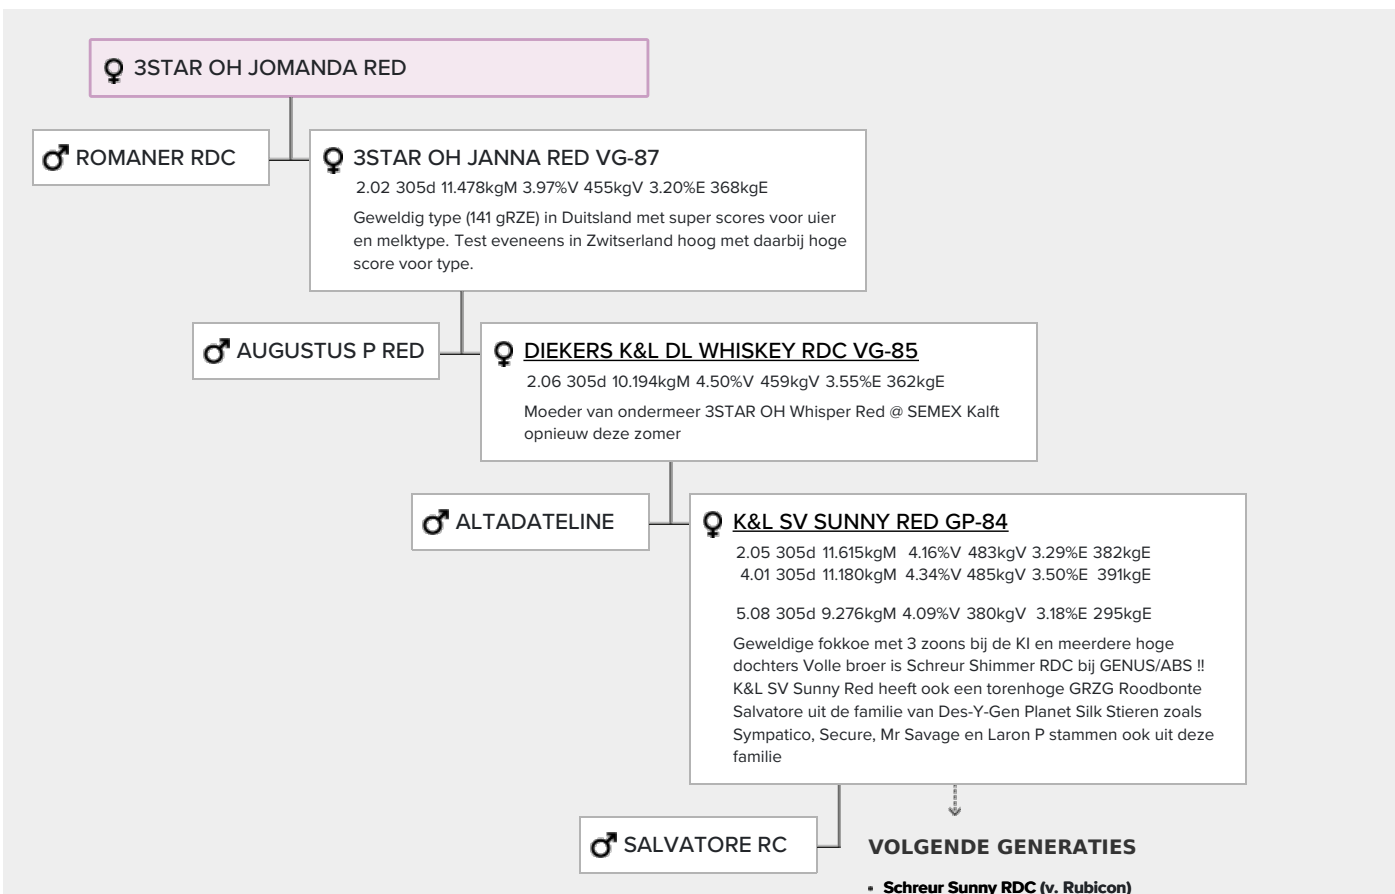 3STAR OH JOMANDA RED
ROMANER RDC
3STAR OH JANNA RED VG-87
2.02 305d 11.478kgM 3.97%V 455kgV 3.20%E 368kgE
Geweldig type (141 gRZE) in Duitsland met super scores voor uier
en melktype. Test eveneens in Zwitserland hoog met daarbij hoge
score voor type.
AUGUSTUS P RED
DIEKERS K&L DL WHISKEY RDC VG-85
2.06 305d 10.194kgM 4.50%V 459kgV 3.55%E 362kgE
Moeder van ondermeer 3STAR OH Whisper Red @ SEMEX Kalft
opnieuw deze zomer
ALTADATELINE
K&L SV SUNNY RED GP-84
2.05 305d 11.615kgM 4.16%V 483kgV 3.29%E 382kgE
4.01 305d 11.180kgM 4.34%V 485kgV 3.50%E 391kgE
5.08 305d 9.276kgM 4.09%V 380kgV 3.18%E 295kgE
Geweldige fokkoe met 3 zoons bij de KI en meerdere hoge
dochters Volle broer is Schreur Shimmer RDC bij GENUS/ABS !!
K&L SV Sunny Red heeft ook een torenhoge GRZG Roodbonte
Salvatore uit de familie van Des-Y-Gen Planet Silk Stieren zoals
Sympatico, Secure, Mr Savage en Laron P stammen ook uit deze
familie
SALVATORE RC
VOLGENDE GENERATIES
• Schreur Sunny RDC (v. Rubicon)